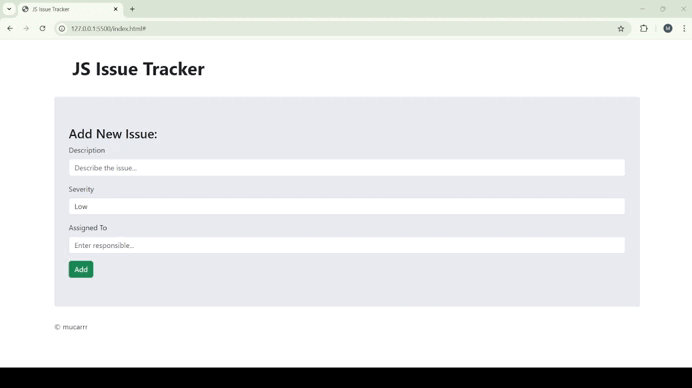 JS Issue Tracker
127.0.0.1:5500/index.html#
M
JS Issue Tracker
Add New Issue:
Description
Describe the issue...
Severity
Low
Assigned To
Enter responsible...
Add
© mucarrr